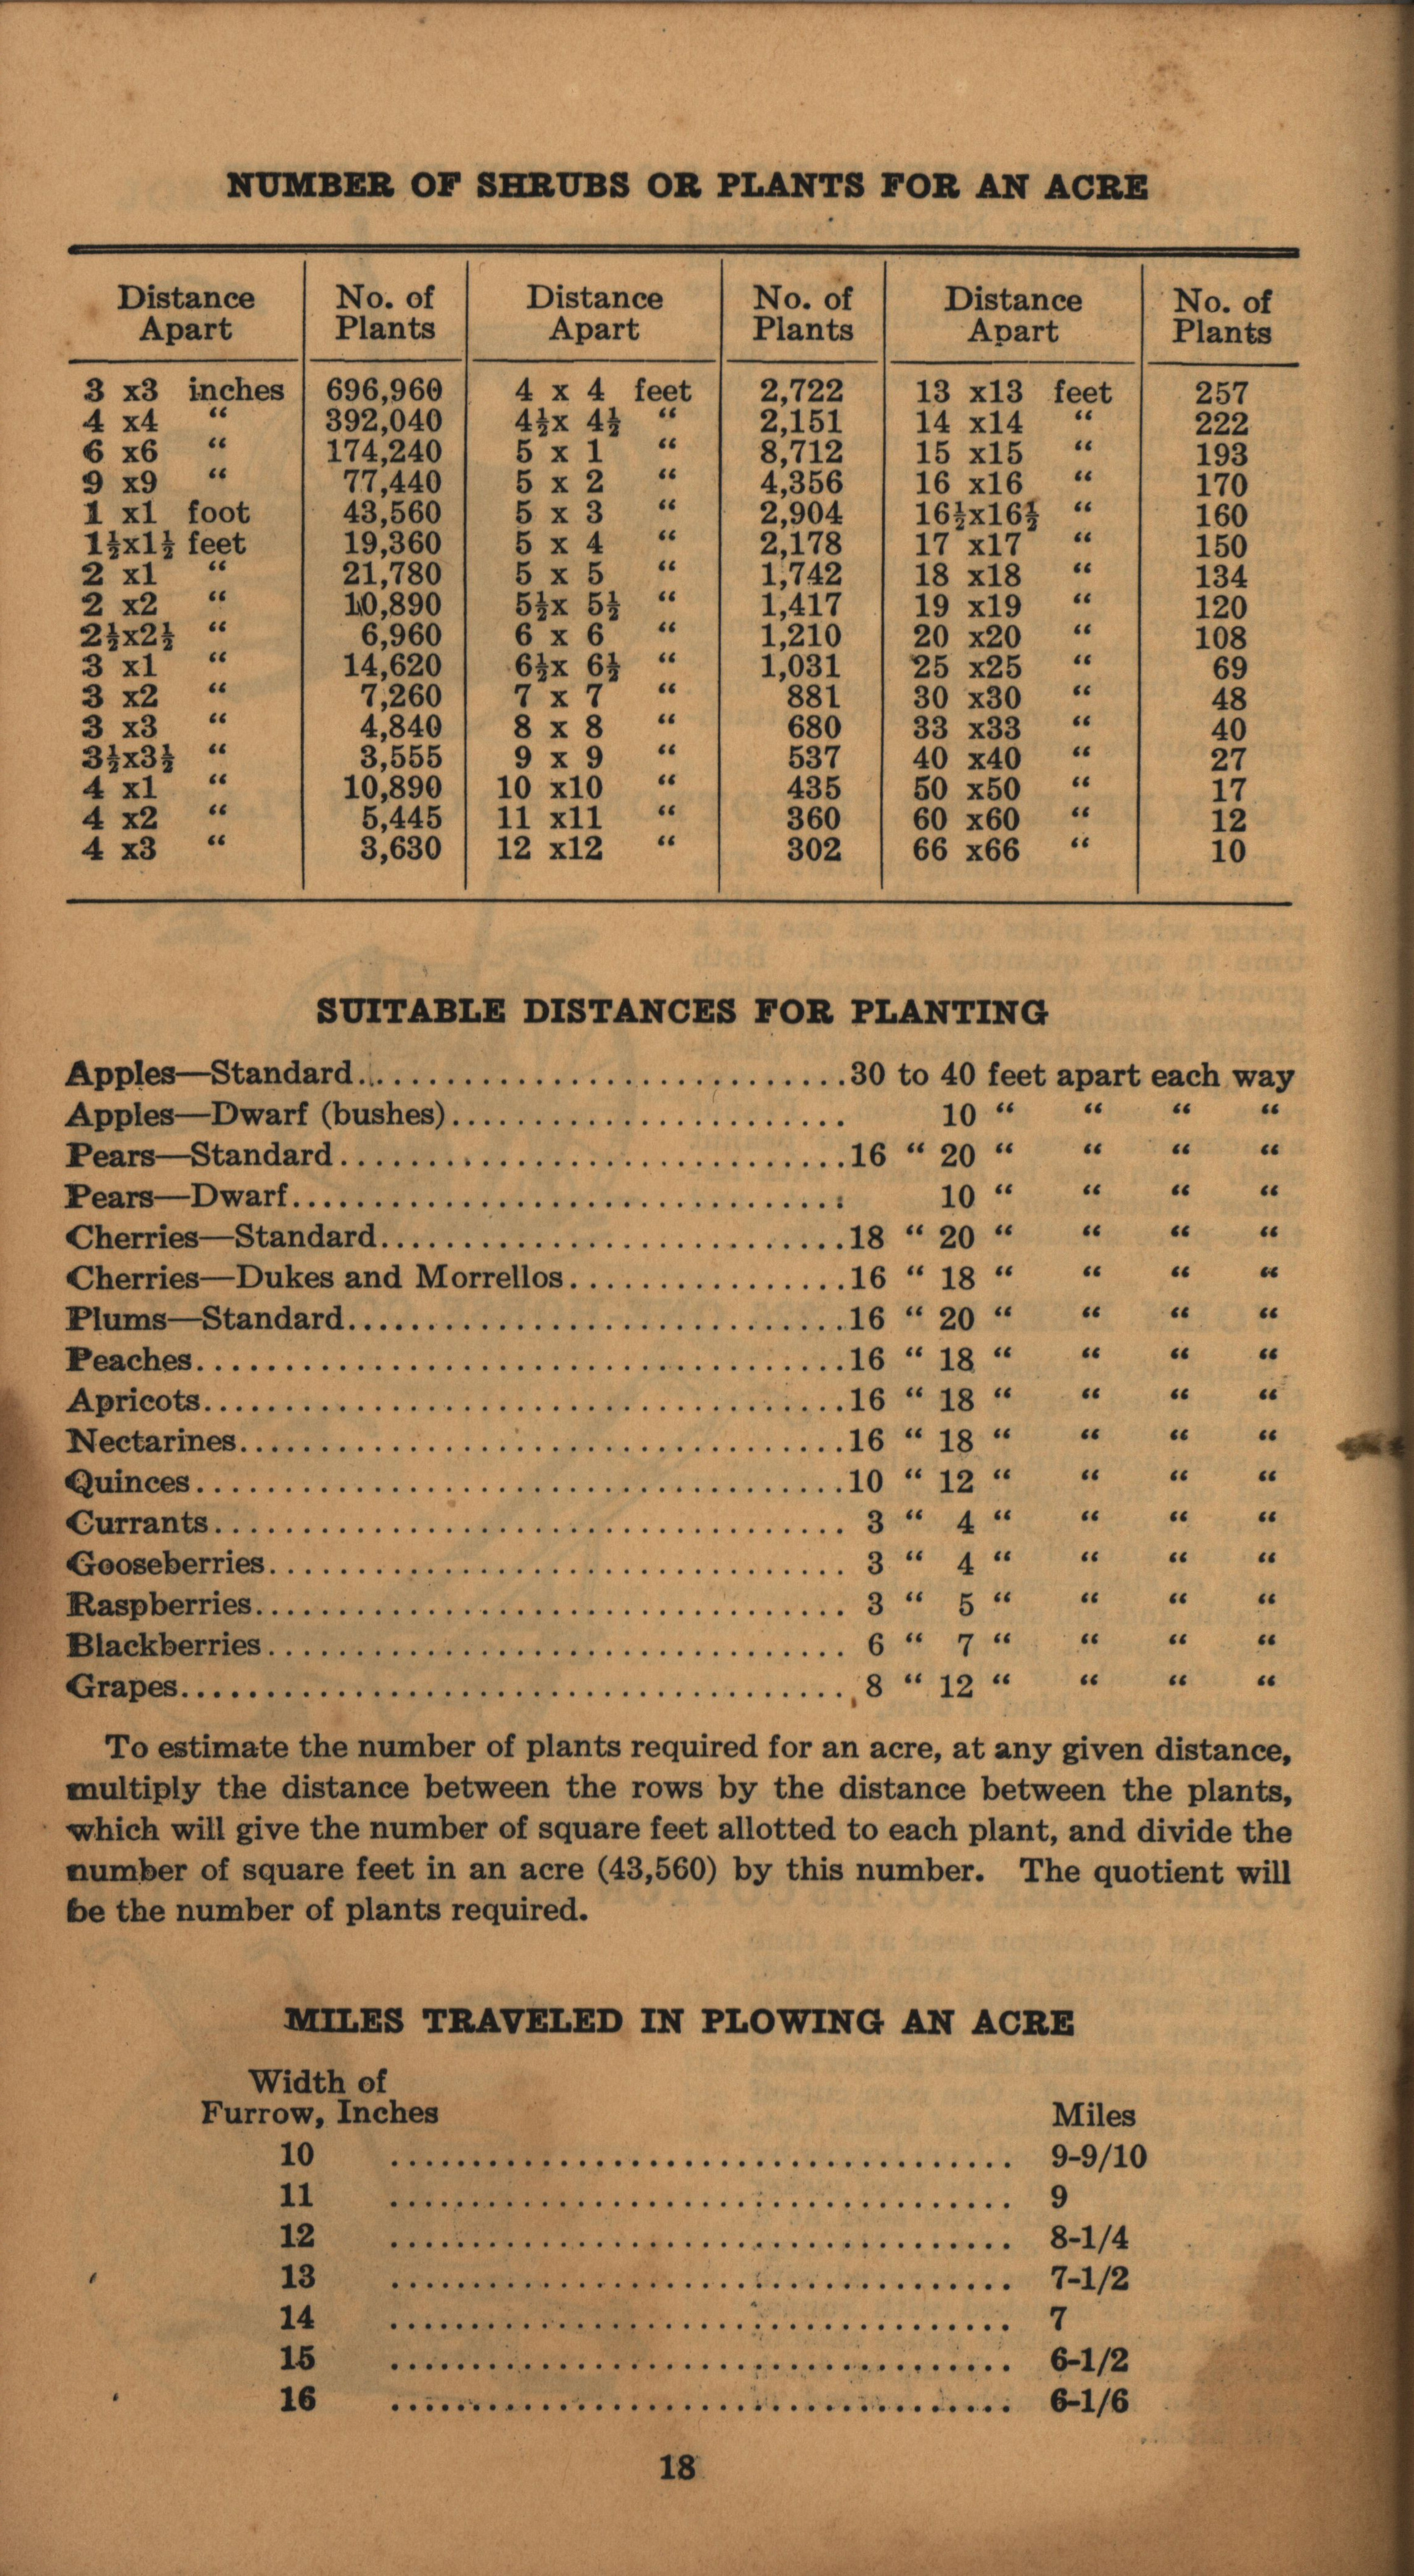 NUMBER OF SHRUBS OR PLANTS FOR AN ACRE
Distance Apart | No. of Plants | Distance Apart | No. of Plants | Distance Apart | No. of Plants
3 x3 inches | 696,960 | 4 x 4 feet | 2,722 | 13 x13 feet | 257
4 x4 “ | 392,040 | 4½x 4½ “ | 2,151 | 14 x14 “ | 222
6 x6 “ | 174,240 | 5 x 1 “ | 8,712 | 15 x15 “ | 193
9 x9 “ | 77,440 | 5 x 2 “ | 4,356 | 16 x16 “ | 170
1 x1 foot | 43,560 | 5 x 3 “ | 2,904 | 16½x16½ “ | 160
1½x1½ feet | 19,360 | 5 x 4 “ | 2,178 | 17 x17 “ | 150
2 x1 “ | 21,780 | 5 x 5 “ | 1,742 | 18 x18 “ | 134
2 x2 “ | 10,890 | 5½x 5½ “ | 1,417 | 19 x19 “ | 120
2½x2½ “ | 6,960 | 6 x 6 “ | 1,210 | 20 x20 “ | 108
3 x1 “ | 14,620 | 6½x 6½ “ | 1,031 | 25 x25 “ | 69
3 x2 “ | 7,260 | 7 x 7 “ | 881 | 30 x30 “ | 48
3 x3 “ | 4,840 | 8 x 8 “ | 680 | 33 x33 “ | 40
3½x3½ “ | 3,555 | 9 x 9 “ | 537 | 40 x40 “ | 27
4 x1 “ | 10,890 | 10 x10 “ | 435 | 50 x50 “ | 17
4 x2 “ | 5,445 | 11 x11 “ | 360 | 60 x60 “ | 12
4 x3 “ | 3,630 | 12 x12 “ | 302 | 66 x66 “ | 10
SUITABLE DISTANCES FOR PLANTING
Apples—Standard..............................30 to 40 feet apart each way
Apples—Dwarf (bushes)........................ 10 “ “ “ “
Pears—Standard...............................16 “ 20 “ “ “ “
Pears—Dwarf.................................. 10 “ “ “ “
Cherries—Standard............................18 “ 20 “ “ “ “
Cherries—Dukes and Morrellos.................16 “ 18 “ “ “ “
Plums—Standard...............................16 “ 20 “ “ “ “
Peaches......................................16 “ 18 “ “ “ “
Apricots.....................................16 “ 18 “ “ “ “
Nectarines...................................16 “ 18 “ “ “ “
Quinces......................................10 “ 12 “ “ “ “
Currants..................................... 3 “ 4 “ “ “ “
Gooseberries................................. 3 “ 4 “ “ “ “
Raspberries.................................. 3 “ 5 “ “ “ “
Blackberries................................. 6 “ 7 “ “ “ “
Grapes....................................... 8 “ 12 “ “ “ “
To estimate the number of plants required for an acre, at any given distance,
multiply the distance between the rows by the distance between the plants,
which will give the number of square feet allotted to each plant, and divide the
number of square feet in an acre (43,560) by this number. The quotient will
be the number of plants required.
MILES TRAVELED IN PLOWING AN ACRE
Width of
Furrow, Inches Miles
10 ...................................... 9-9/10
11 ...................................... 9
12 ...................................... 8-1/4
13 ...................................... 7-1/2
14 ...................................... 7
15 ...................................... 6-1/2
16 ...................................... 6-1/6
18